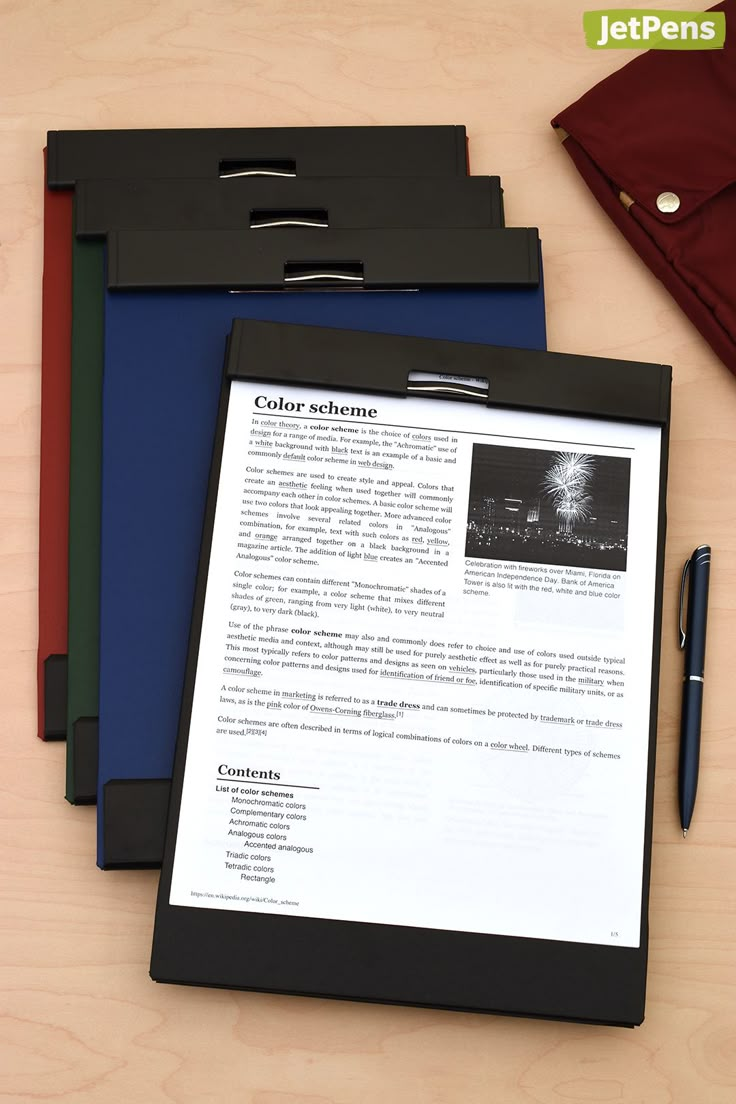 JetPens
Color scheme - Wiki
Color scheme
In color theory, a color scheme is the choice of colors used in
design for a range of media. For example, the "Achromatic" use of
a white background with black text is an example of a basic and
commonly default color scheme in web design.
Color schemes are used to create style and appeal. Colors that
create an aesthetic feeling when used together will commonly
accompany each other in color schemes. A basic color scheme will
use two colors that look appealing together. More advanced color
schemes involve several related colors in "Analogous"
combination, for example, text with such colors as red, yellow,
and orange arranged together on a black background in a
magazine article. The addition of light blue creates an "Accented
Analogous" color scheme.
Celebration with fireworks over Miami, Florida on
American Independence Day. Bank of America
Tower is also lit with the red, white and blue color
scheme.
Color schemes can contain different "Monochromatic" shades of a
single color; for example, a color scheme that mixes different
shades of green, ranging from very light (white), to very neutral
(gray), to very dark (black).
Use of the phrase color scheme may also and commonly does refer to choice and use of colors used outside typical
aesthetic media and context, although may still be used for purely aesthetic effect as well as for purely practical reasons.
This most typically refers to color patterns and designs as seen on vehicles, particularly those used in the military when
concerning color patterns and designs used for identification of friend or foe, identification of specific military units, or as
camouflage.
A color scheme in marketing is referred to as a trade dress and can sometimes be protected by trademark or trade dress
laws, as is the pink color of Owens-Corning fiberglass.[1]
Color schemes are often described in terms of logical combinations of colors on a color wheel. Different types of schemes
are used.[2][3][4]
Contents
List of color schemes
Monochromatic colors
Complementary colors
Achromatic colors
Analogous colors
Accented analogous
Triadic colors
Tetradic colors
Rectangle
https://en.wikipedia.org/wiki/Color_scheme
1/5